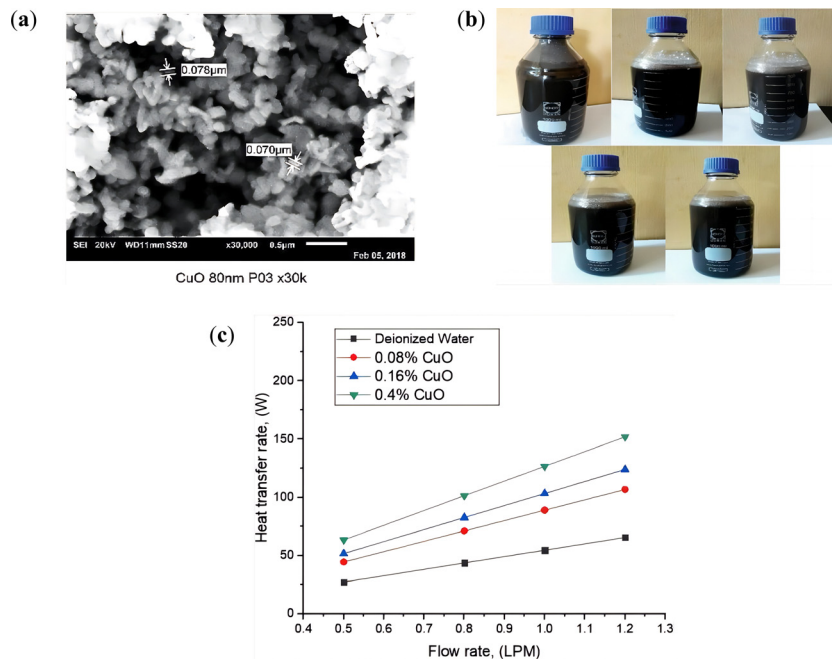 (a)
0.078µm
0.070µm
SEI 20kV WD11mm SS20 x30,000 0.5µm
Feb 05, 2018
CuO 80nm P03 x30k
(b)
(c)
Deionized Water
0.08% CuO
0.16% CuO
0.4% CuO
Heat transfer rate, (W)
250
200
150
100
50
0
0.4 0.5 0.6 0.7 0.8 0.9 1.0 1.1 1.2 1.3
Flow rate, (LPM)